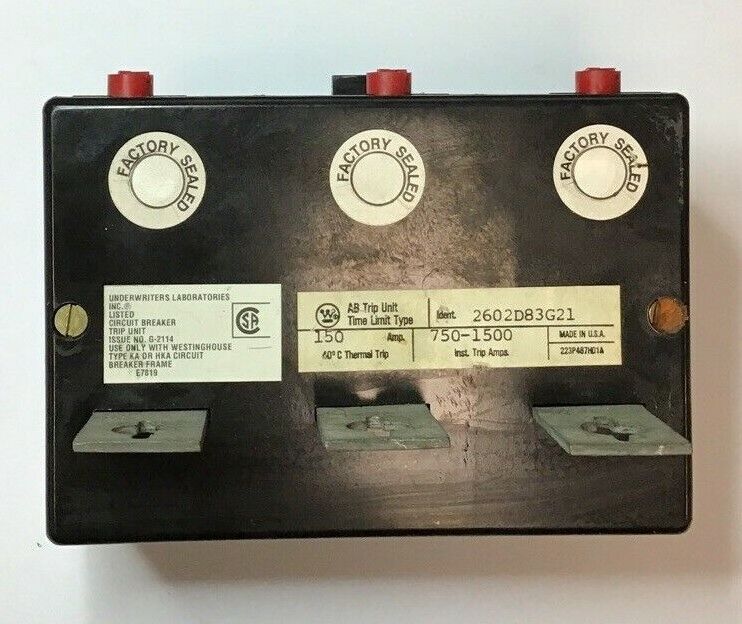 FACTORY SEALED
FACTORY SEALED
FACTORY SEALED
UNDERWRITERS LABORATORIES
INC.®
LISTED
CIRCUIT BREAKER
TRIP UNIT
ISSUE NO. G-2114
USE ONLY WITH WESTINGHOUSE
TYPE KA OR HKA CIRCUIT
BREAKER FRAME
E7819
SA
W
AB Trip Unit
Time Limit Type
Ident. 2602D83G21
150 Amp.
40°C Thermal Trip
750-1500
Inst. Trip Amps.
MADE IN U.S.A.
223P487H01A